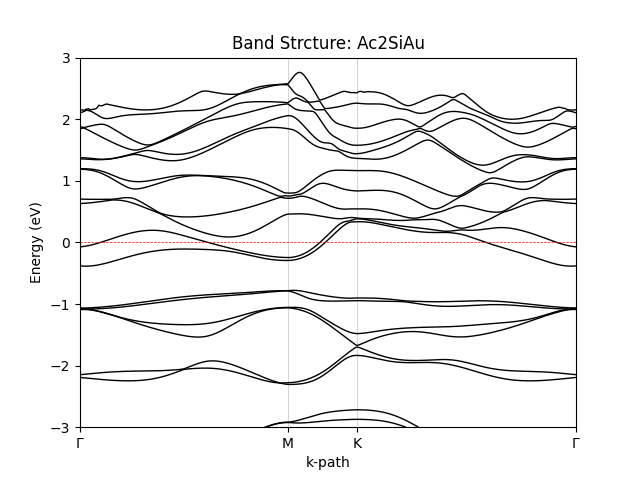 Band Strcture: Ac2SiAu
Energy (eV)
3
2
1
0
−1
−2
−3
Γ M K Γ
k-path